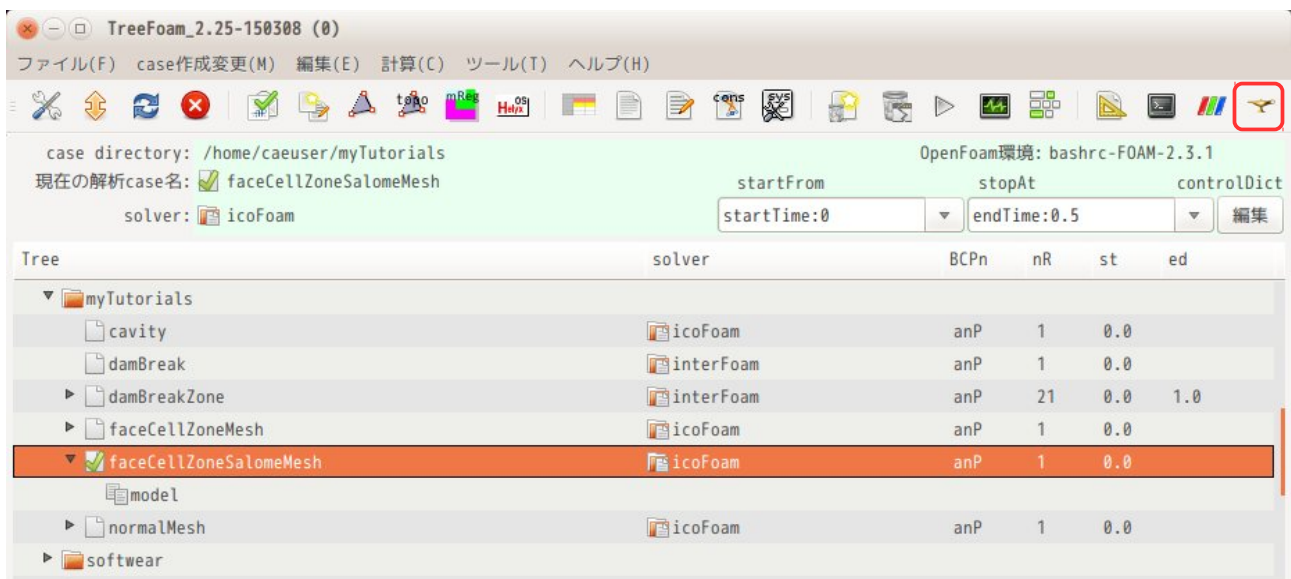 TreeFoam_2.25-150308 (0)
ファイル(F) case作成変更(M) 編集(E) 計算(C) ツール(T) ヘルプ(H)
topo mReg Helyx OS cons sys
case directory: /home/caeuser/myTutorials OpenFoam環境: bashrc-FOAM-2.3.1
現在の解析case名: faceCellZoneSalomeMesh startFrom stopAt controlDict
solver: icoFoam startTime:0 endTime:0.5 編集
Tree solver BCPn nR st ed
myTutorials
cavity icoFoam anP 1 0.0
damBreak interFoam anP 1 0.0
damBreakZone interFoam anP 21 0.0 1.0
faceCellZoneMesh icoFoam anP 1 0.0
faceCellZoneSalomeMesh icoFoam anP 1 0.0
model
normalMesh icoFoam anP 1 0.0
softwear